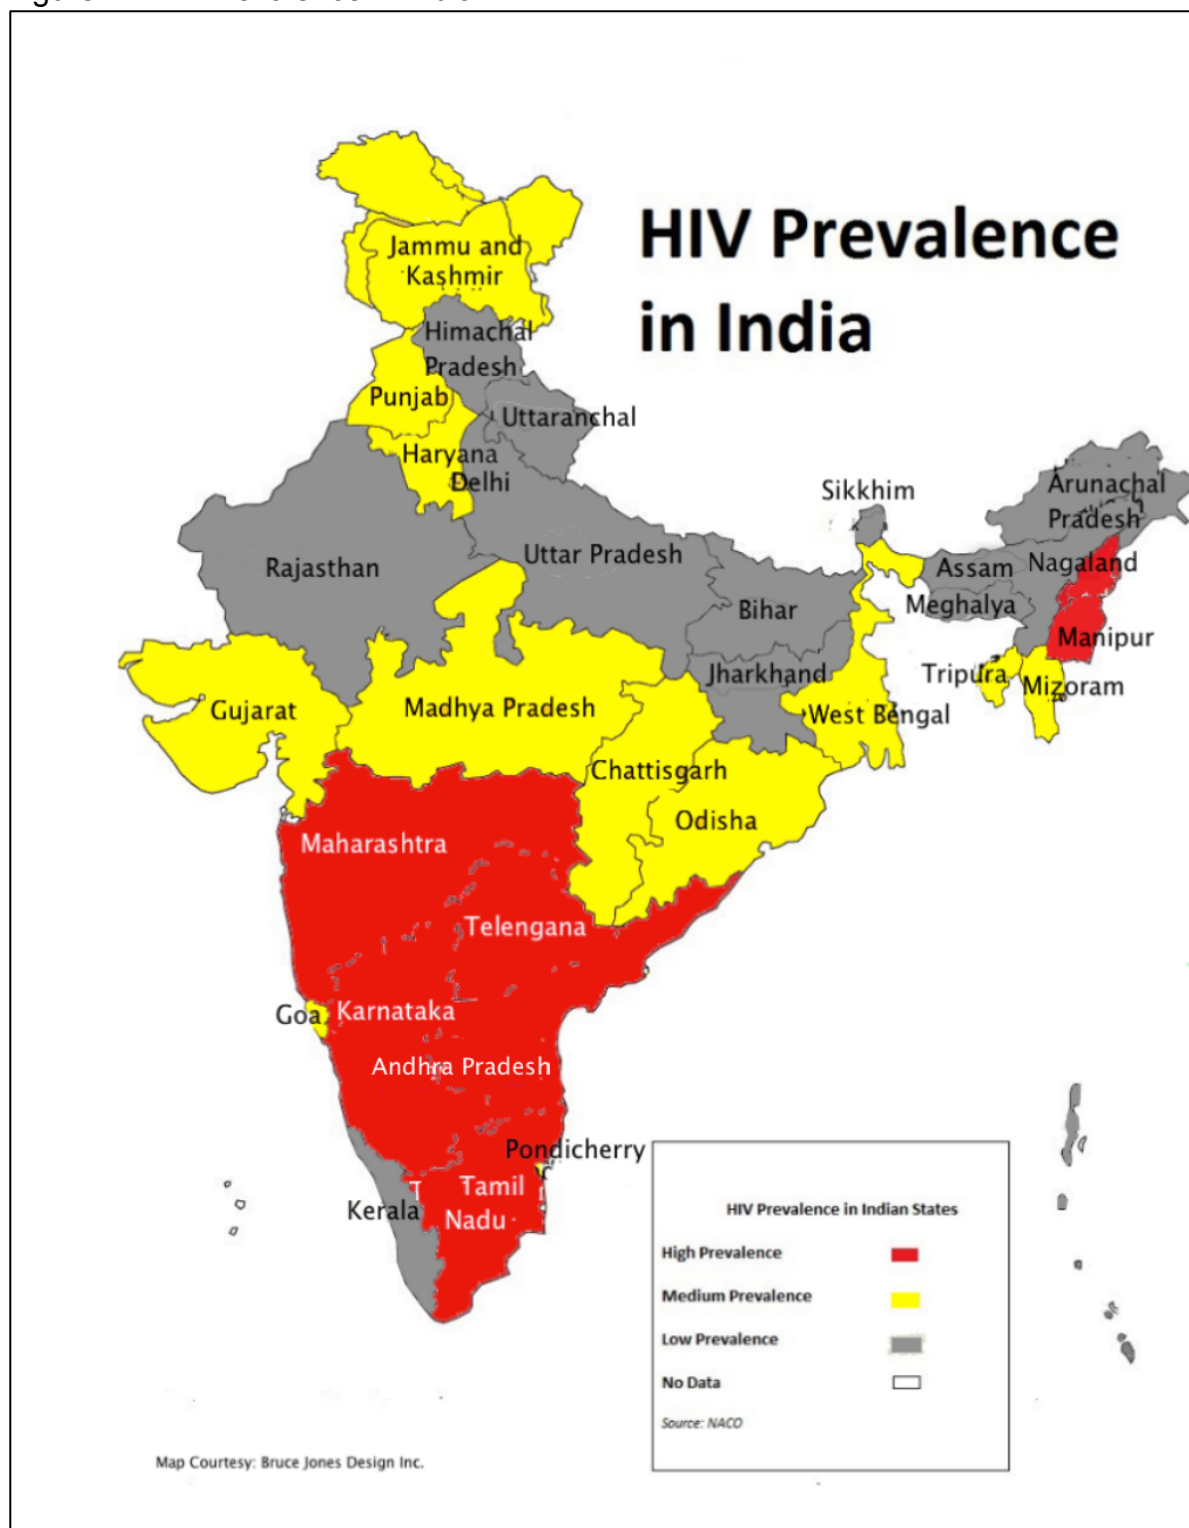 HIV Prevalence
in India
Jammu and
Kashmir
Himachal
Pradesh
Punjab
Uttaranchal
Haryana
Delhi
Sikkhim
Arunachal
Pradesh
Rajasthan
Uttar Pradesh
Assam
Nagaland
Bihar
Meghalya
Manipur
Jharkhand
Tripura
Mizoram
Gujarat
Madhya Pradesh
West Bengal
Chattisgarh
Odisha
Maharashtra
Telengana
Goa
Karnataka
Andhra Pradesh
Pondicherry
T
Tamil
Nadu
Kerala
HIV Prevalence in Indian States
High Prevalence
Medium Prevalence
Low Prevalence
No Data
Source: NACO
Map Courtesy: Bruce Jones Design Inc.